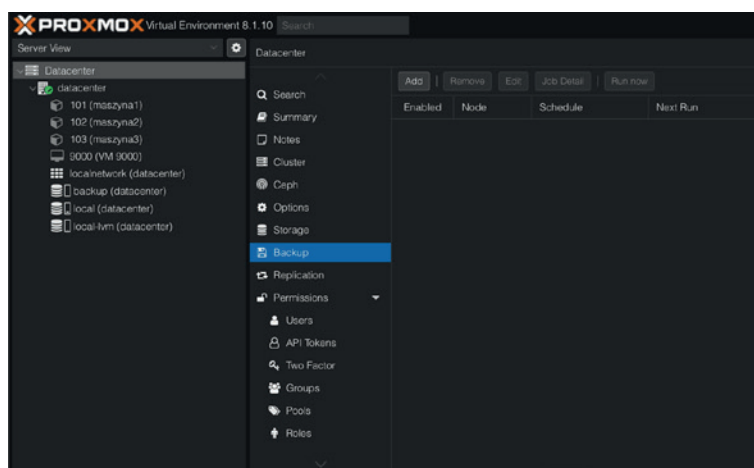 PROXMOX Virtual Environment 8.1.10 Search
Server View
Datacenter
datacenter
101 (maszyna1)
102 (maszyna2)
103 (maszyna3)
9000 (VM 9000)
localnetwork (datacenter)
backup (datacenter)
local (datacenter)
local-lvm (datacenter)
Datacenter
Search
Summary
Notes
Cluster
Ceph
Options
Storage
Backup
Replication
Permissions
Users
API Tokens
Two Factor
Groups
Pools
Roles
Add Remove Edit Job Detail Run now
Enabled Node Schedule Next Run